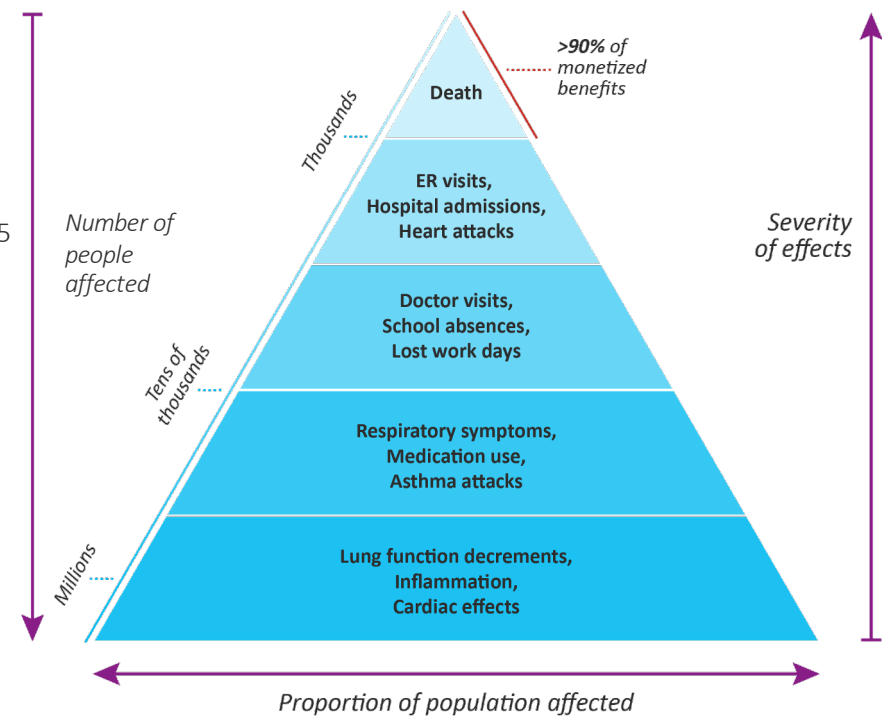 >90% of
monetized
benefits
Death
Thousands
ER visits,
Hospital admissions,
Heart attacks
5
Number of
people
affected
Severity
of effects
Doctor visits,
School absences,
Lost work days
Tens of
thousands
Respiratory symptoms,
Medication use,
Asthma attacks
Millions
Lung function decrements,
Inflammation,
Cardiac effects
Proportion of population affected